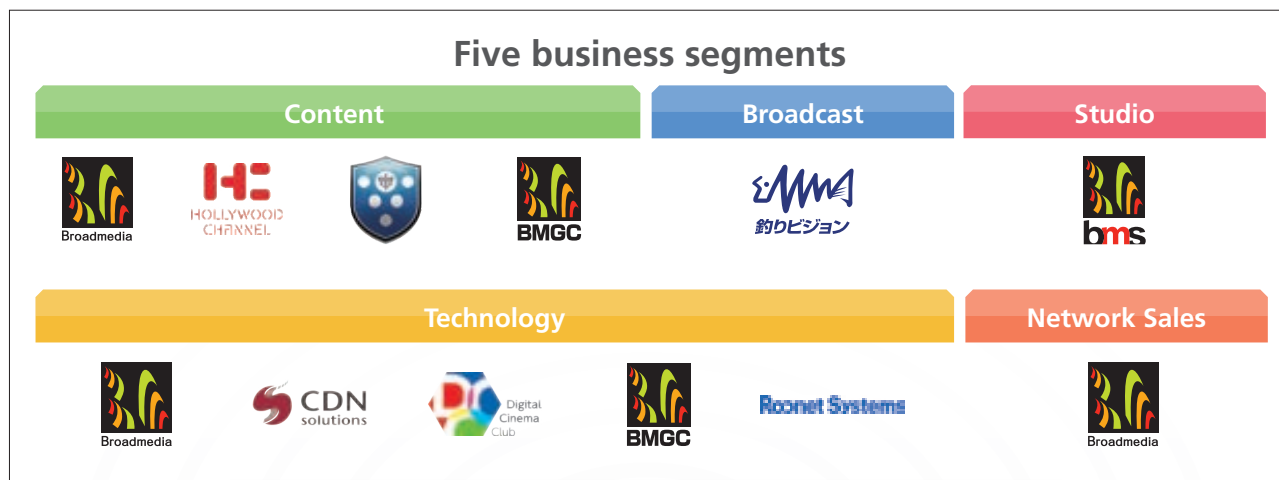 Five business segments
Content
Broadcast
Studio
Broadmedia
HOLLYWOOD
CHANNEL
BMGC
釣りビジョン
bms
Technology
Network Sales
Broadmedia
CDN
solutions
Digital
Cinema
Club
BMGC
Systems
Broadmedia